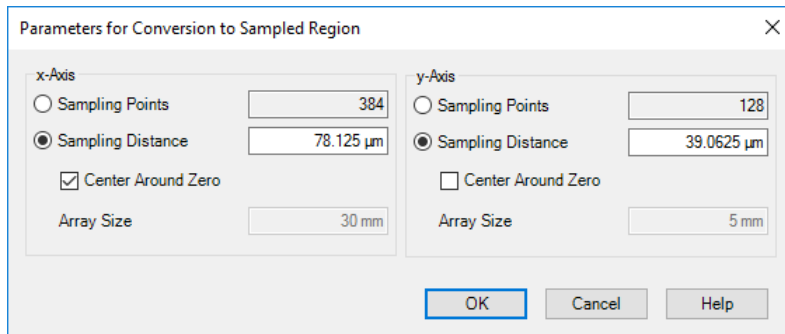 Parameters for Conversion to Sampled Region
x-Axis
Sampling Points 384
Sampling Distance 78.125 µm
Center Around Zero
Array Size 30 mm
y-Axis
Sampling Points 128
Sampling Distance 39.0625 µm
Center Around Zero
Array Size 5 mm
OK Cancel Help